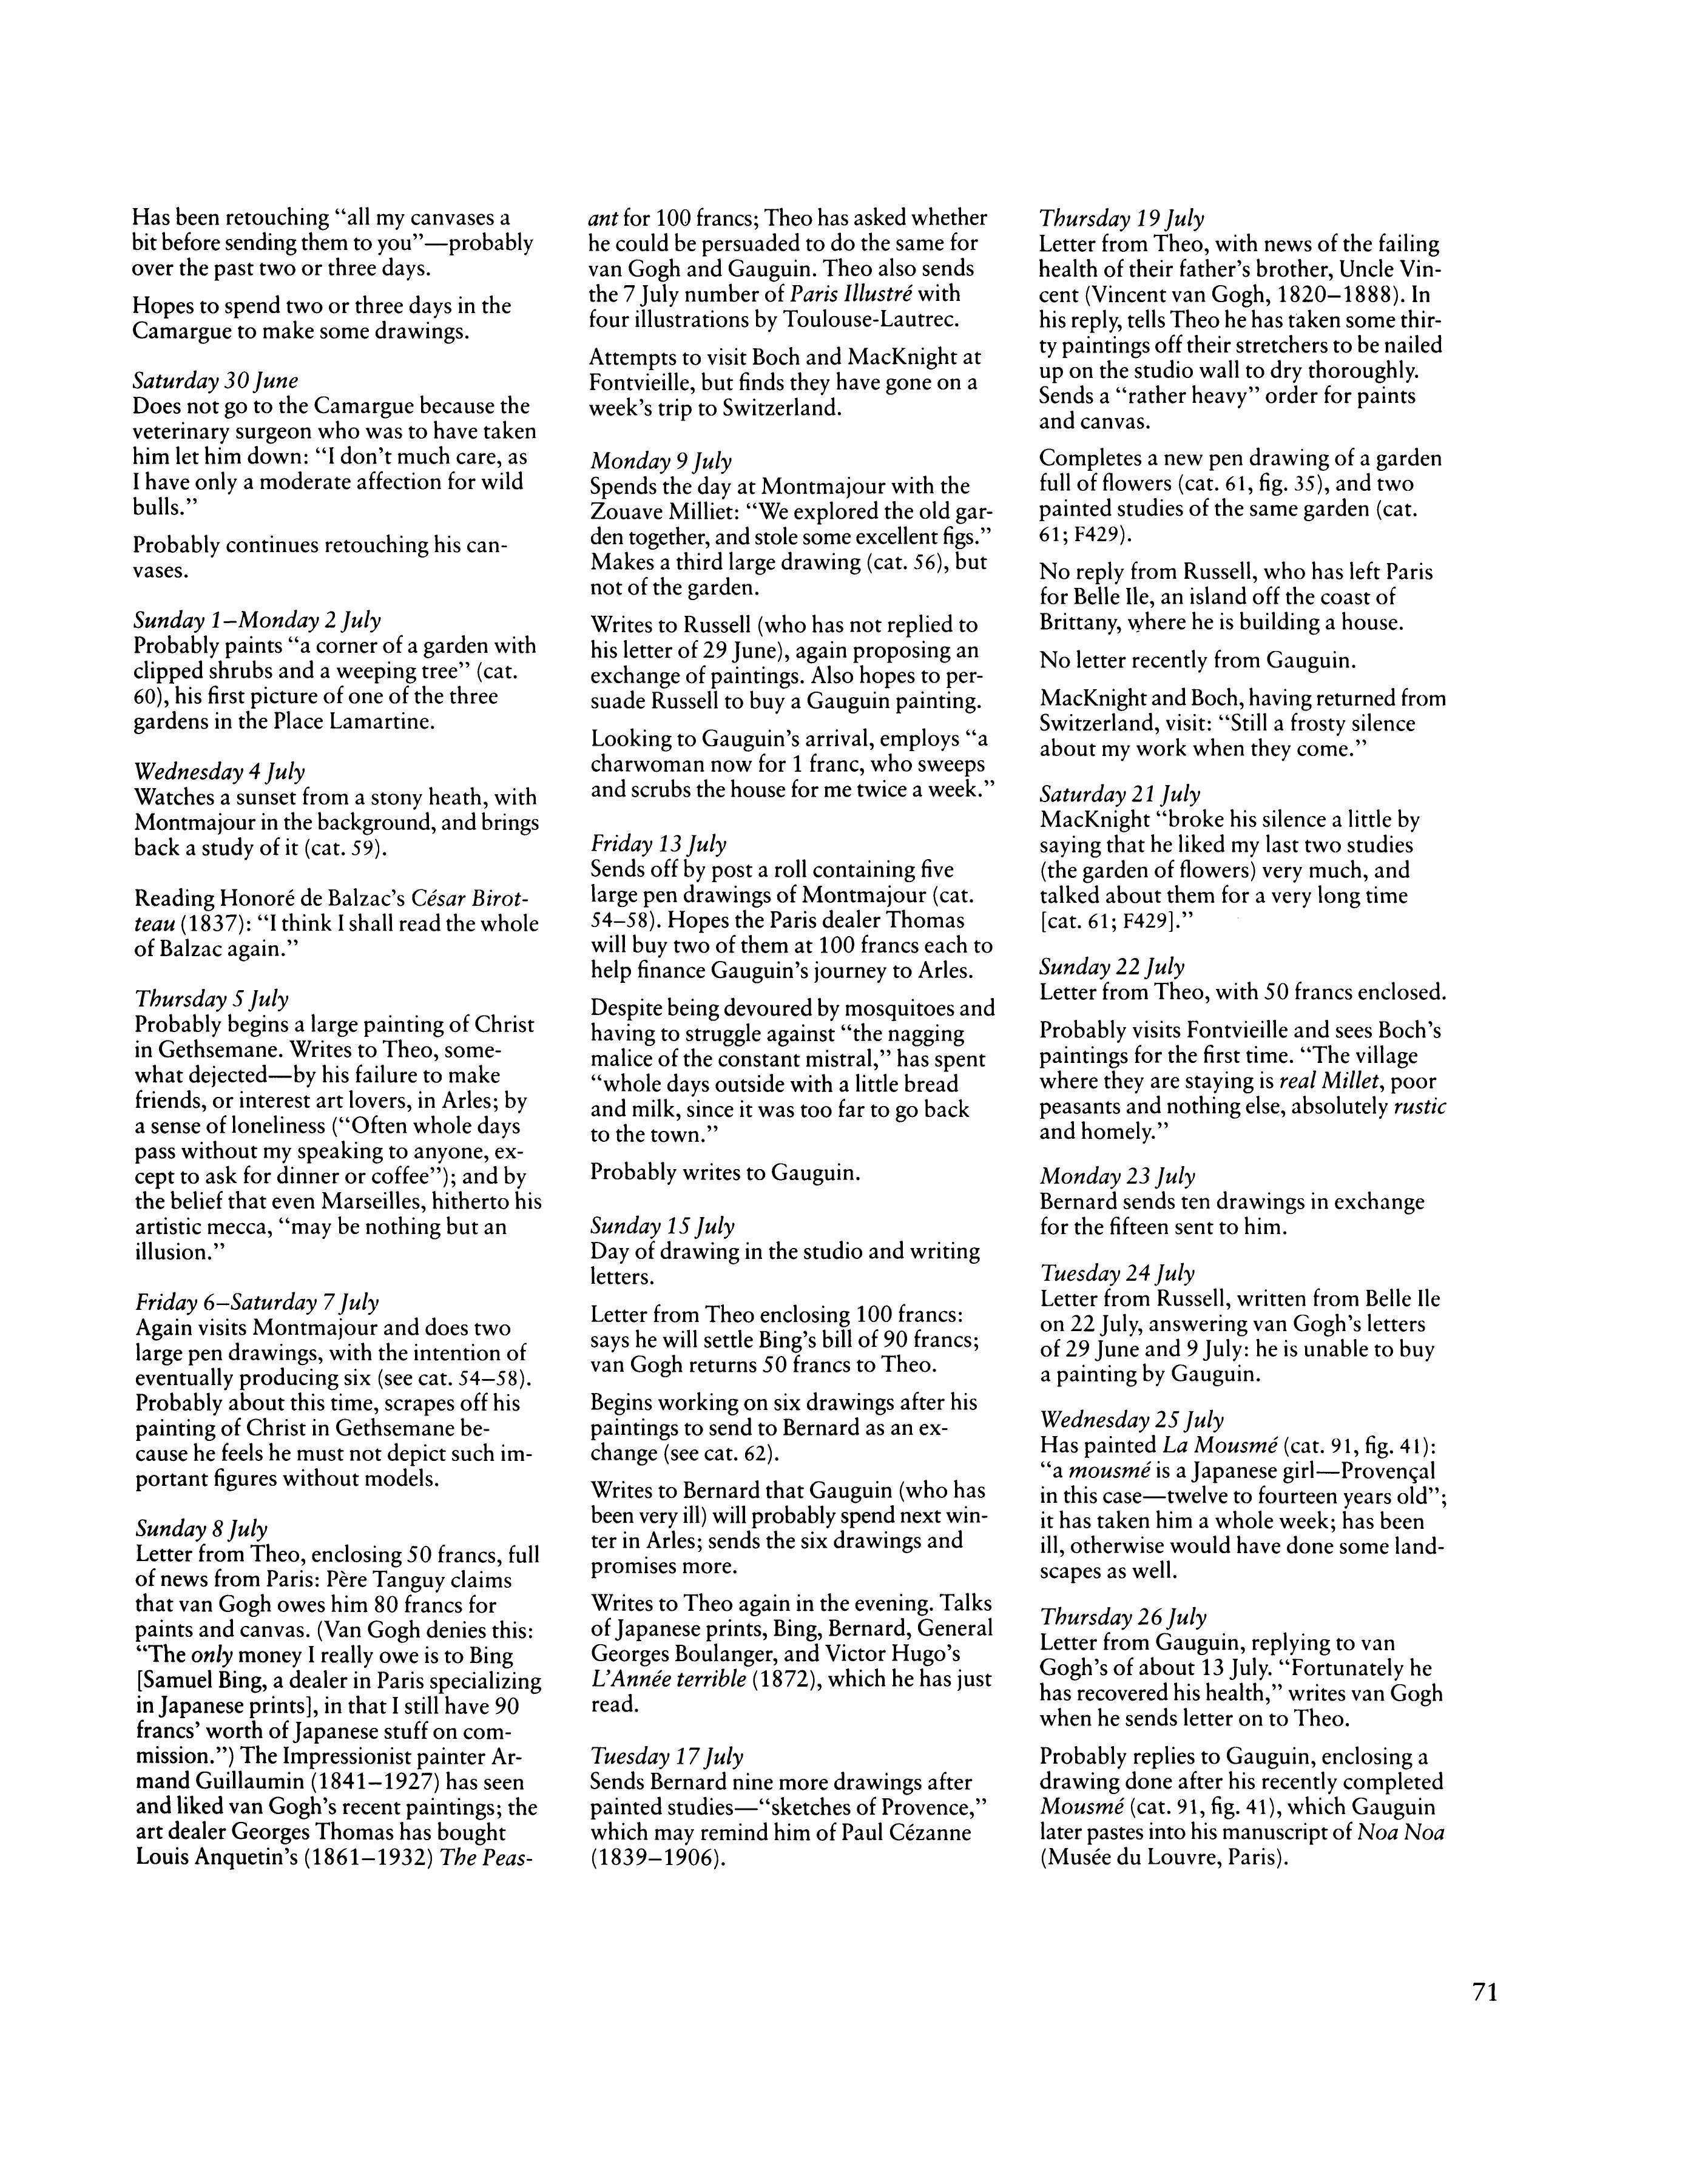 Has been retouching “all my canvases a
bit before sending them to you”—probably
over the past two or three days.
Hopes to spend two or three days in the
Camargue to make some drawings.
Saturday 30 June
Does not go to the Camargue because the
veterinary surgeon who was to have taken
him let him down: “I don’t much care, as
I have only a moderate affection for wild
bulls.”
Probably continues retouching his can-
vases.
Sunday 1–Monday 2 July
Probably paints “a corner of a garden with
clipped shrubs and a weeping tree” (cat.
60), his first picture of one of the three
gardens in the Place Lamartine.
Wednesday 4 July
Watches a sunset from a stony heath, with
Montmajour in the background, and brings
back a study of it (cat. 59).
Reading Honoré de Balzac’s César Birot-
teau (1837): “I think I shall read the whole
of Balzac again.”
Thursday 5 July
Probably begins a large painting of Christ
in Gethsemane. Writes to Theo, some-
what dejected—by his failure to make
friends, or interest art lovers, in Arles; by
a sense of loneliness (“Often whole days
pass without my speaking to anyone, ex-
cept to ask for dinner or coffee”); and by
the belief that even Marseilles, hitherto his
artistic mecca, “may be nothing but an
illusion.”
Friday 6–Saturday 7 July
Again visits Montmajour and does two
large pen drawings, with the intention of
eventually producing six (see cat. 54–58).
Probably about this time, scrapes off his
painting of Christ in Gethsemane be-
cause he feels he must not depict such im-
portant figures without models.
Sunday 8 July
Letter from Theo, enclosing 50 francs, full
of news from Paris: Père Tanguy claims
that van Gogh owes him 80 francs for
paints and canvas. (Van Gogh denies this:
“The only money I really owe is to Bing
[Samuel Bing, a dealer in Paris specializing
in Japanese prints], in that I still have 90
francs’ worth of Japanese stuff on com-
mission.”) The Impressionist painter Ar-
mand Guillaumin (1841–1927) has seen
and liked van Gogh’s recent paintings; the
art dealer Georges Thomas has bought
Louis Anquetin’s (1861–1932) The Peas-
ant for 100 francs; Theo has asked whether
he could be persuaded to do the same for
van Gogh and Gauguin. Theo also sends
the 7 July number of Paris Illustré with
four illustrations by Toulouse-Lautrec.
Attempts to visit Boch and MacKnight at
Fontvieille, but finds they have gone on a
week’s trip to Switzerland.
Monday 9 July
Spends the day at Montmajour with the
Zouave Milliet: “We explored the old gar-
den together, and stole some excellent figs.”
Makes a third large drawing (cat. 56), but
not of the garden.
Writes to Russell (who has not replied to
his letter of 29 June), again proposing an
exchange of paintings. Also hopes to per-
suade Russell to buy a Gauguin painting.
Looking to Gauguin’s arrival, employs “a
charwoman now for 1 franc, who sweeps
and scrubs the house for me twice a week.”
Friday 13 July
Sends off by post a roll containing five
large pen drawings of Montmajour (cat.
54–58). Hopes the Paris dealer Thomas
will buy two of them at 100 francs each to
help finance Gauguin’s journey to Arles.
Despite being devoured by mosquitoes and
having to struggle against “the nagging
malice of the constant mistral,” has spent
“whole days outside with a little bread
and milk, since it was too far to go back
to the town.”
Probably writes to Gauguin.
Sunday 15 July
Day of drawing in the studio and writing
letters.
Letter from Theo enclosing 100 francs:
says he will settle Bing’s bill of 90 francs;
van Gogh returns 50 francs to Theo.
Begins working on six drawings after his
paintings to send to Bernard as an ex-
change (see cat. 62).
Writes to Bernard that Gauguin (who has
been very ill) will probably spend next win-
ter in Arles; sends the six drawings and
promises more.
Writes to Theo again in the evening. Talks
of Japanese prints, Bing, Bernard, General
Georges Boulanger, and Victor Hugo’s
L’Année terrible (1872), which he has just
read.
Tuesday 17 July
Sends Bernard nine more drawings after
painted studies—“sketches of Provence,”
which may remind him of Paul Cézanne
(1839–1906).
Thursday 19 July
Letter from Theo, with news of the failing
health of their father’s brother, Uncle Vin-
cent (Vincent van Gogh, 1820–1888). In
his reply, tells Theo he has taken some thir-
ty paintings off their stretchers to be nailed
up on the studio wall to dry thoroughly.
Sends a “rather heavy” order for paints
and canvas.
Completes a new pen drawing of a garden
full of flowers (cat. 61, fig. 35), and two
painted studies of the same garden (cat.
61; F429).
No reply from Russell, who has left Paris
for Belle Ile, an island off the coast of
Brittany, where he is building a house.
No letter recently from Gauguin.
MacKnight and Boch, having returned from
Switzerland, visit: “Still a frosty silence
about my work when they come.”
Saturday 21 July
MacKnight “broke his silence a little by
saying that he liked my last two studies
(the garden of flowers) very much, and
talked about them for a very long time
[cat. 61; F429].”
Sunday 22 July
Letter from Theo, with 50 francs enclosed.
Probably visits Fontvieille and sees Boch’s
paintings for the first time. “The village
where they are staying is real Millet, poor
peasants and nothing else, absolutely rustic
and homely.”
Monday 23 July
Bernard sends ten drawings in exchange
for the fifteen sent to him.
Tuesday 24 July
Letter from Russell, written from Belle Ile
on 22 July, answering van Gogh’s letters
of 29 June and 9 July: he is unable to buy
a painting by Gauguin.
Wednesday 25 July
Has painted La Mousmé (cat. 91, fig. 41):
“a mousmé is a Japanese girl—Provençal
in this case—twelve to fourteen years old”;
it has taken him a whole week; has been
ill, otherwise would have done some land-
scapes as well.
Thursday 26 July
Letter from Gauguin, replying to van
Gogh’s of about 13 July. “Fortunately he
has recovered his health,” writes van Gogh
when he sends letter on to Theo.
Probably replies to Gauguin, enclosing a
drawing done after his recently completed
Mousmé (cat. 91, fig. 41), which Gauguin
later pastes into his manuscript of Noa Noa
(Musée du Louvre, Paris).
71